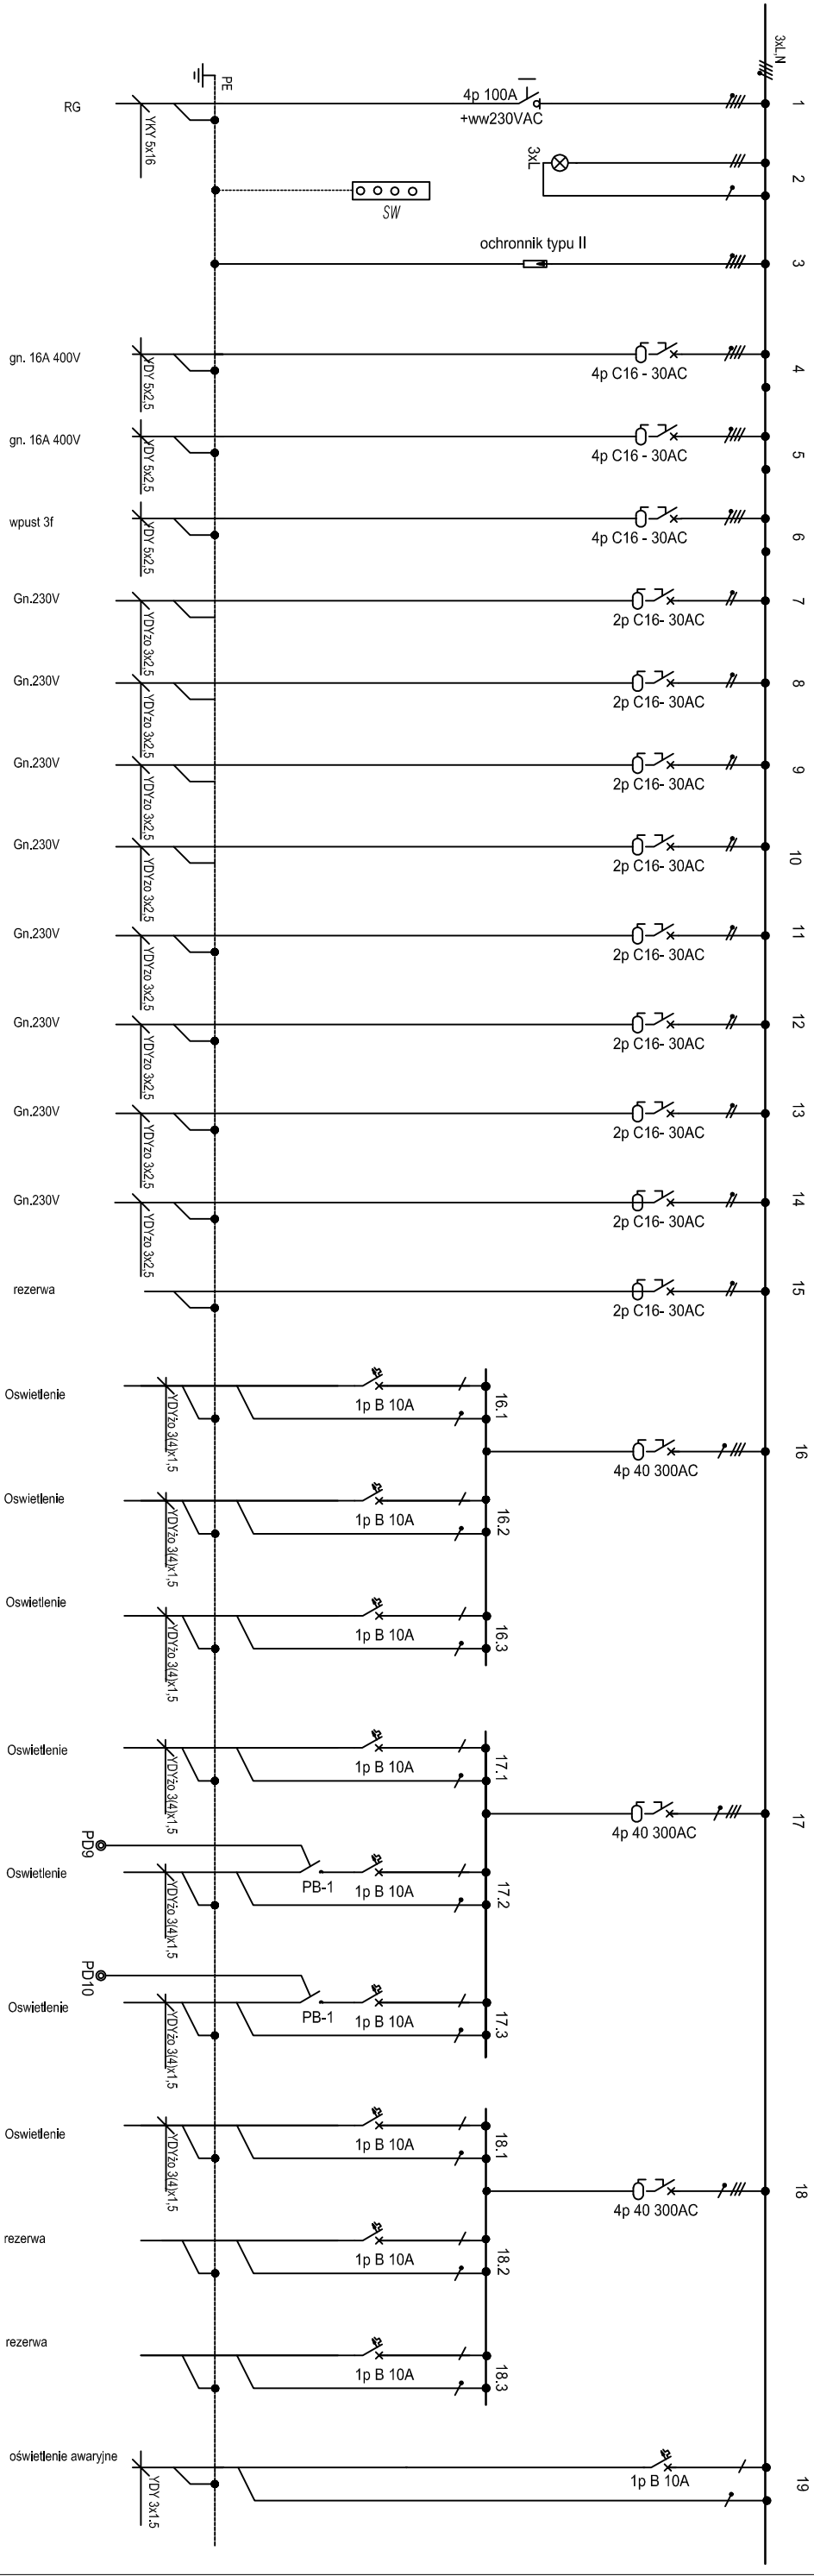 3xL,N
PE
RG
YKY 5x16
4p 100A
+ww230VAC
1
3xL
2
SW
ochronnik typu II
3
gn. 16A 400V
YDY 5x2,5
4p C16 - 30AC
4
gn. 16A 400V
YDY 5x2,5
4p C16 - 30AC
5
wpust 3f
YDY 5x2,5
4p C16 - 30AC
6
Gn.230V
YDYzo 3x2,5
2p C16- 30AC
7
Gn.230V
YDYzo 3x2,5
2p C16- 30AC
8
Gn.230V
YDYzo 3x2,5
2p C16- 30AC
9
Gn.230V
YDYzo 3x2,5
2p C16- 30AC
10
Gn.230V
YDYzo 3x2,5
2p C16- 30AC
11
Gn.230V
YDYzo 3x2,5
2p C16- 30AC
12
Gn.230V
YDYzo 3x2,5
2p C16- 30AC
13
Gn.230V
YDYzo 3x2,5
2p C16- 30AC
14
rezerwa
2p C16- 30AC
15
Oswietlenie
YDYżo 3(4)x1,5
1p B 10A
16.1
4p 40 300AC
16
Oswietlenie
YDYżo 3(4)x1,5
1p B 10A
16.2
Oswietlenie
YDYżo 3(4)x1,5
1p B 10A
16.3
Oswietlenie
YDYżo 3(4)x1,5
1p B 10A
17.1
4p 40 300AC
17
PD9
Oswietlenie
YDYżo 3(4)x1,5
PB-1
1p B 10A
17.2
PD10
Oswietlenie
YDYżo 3(4)x1,5
PB-1
1p B 10A
17.3
Oswietlenie
YDYżo 3(4)x1,5
1p B 10A
18.1
4p 40 300AC
18
rezerwa
1p B 10A
18.2
rezerwa
1p B 10A
18.3
oświetlenie awaryjne
YDY 3x1.5
1p B 10A
19